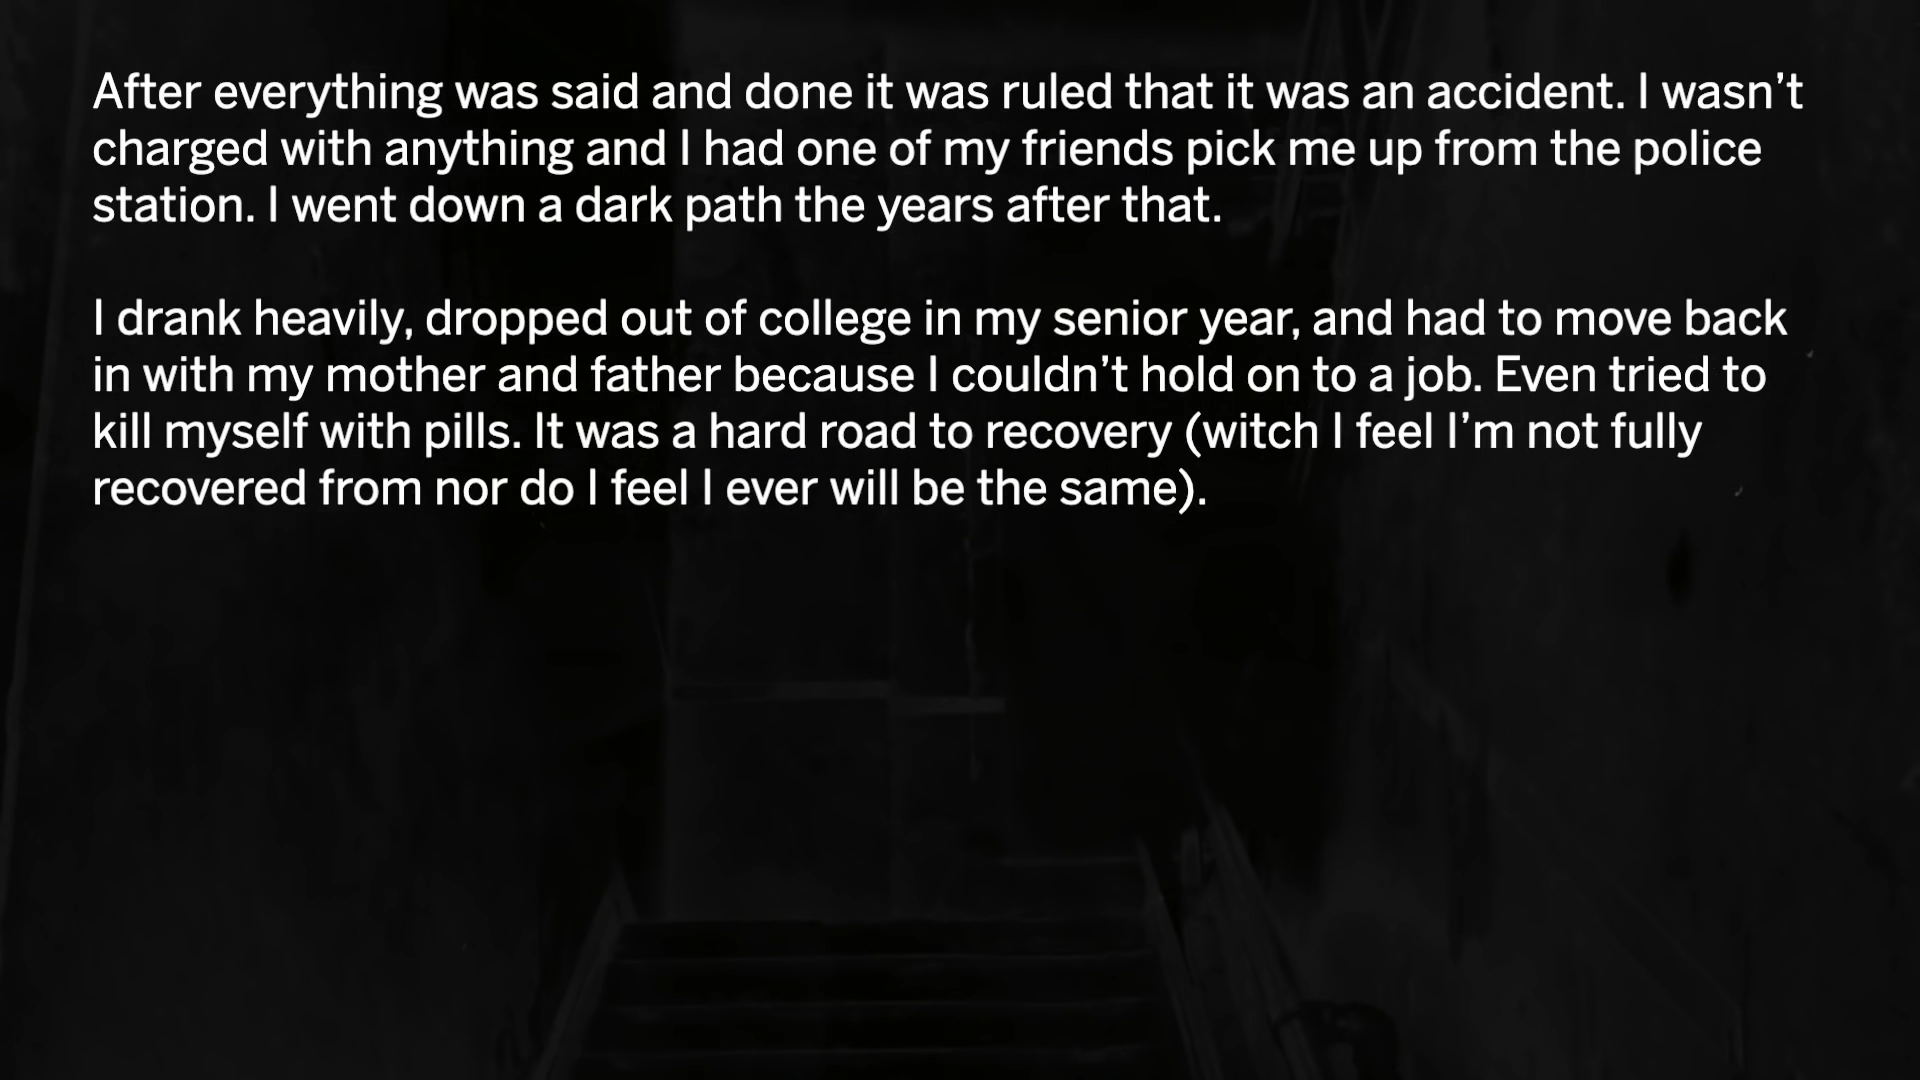 After everything was said and done it was ruled that it was an accident. I wasn’t
charged with anything and I had one of my friends pick me up from the police
station. I went down a dark path the years after that.
I drank heavily, dropped out of college in my senior year, and had to move back
in with my mother and father because I couldn’t hold on to a job. Even tried to
kill myself with pills. It was a hard road to recovery (witch I feel I’m not fully
recovered from nor do I feel I ever will be the same).